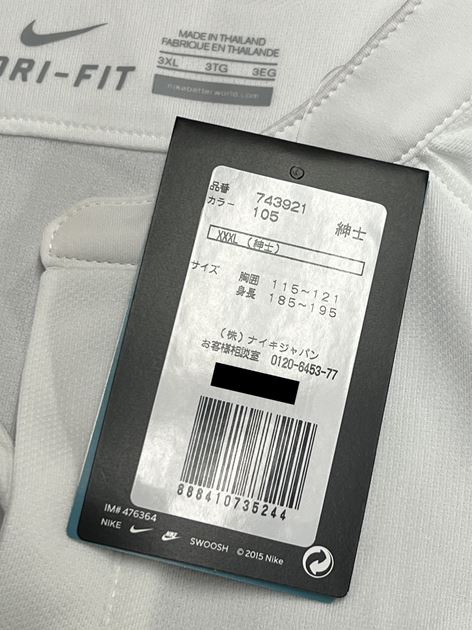 DRI-FIT
MADE IN THAILAND
FABRIQUE EN THAILANDE
3XL 3TG 3EG
nikebetterworld.com
品番 743921
カラー 105
紳士
XXXL (紳士)
サイズ
胸囲 115～121
身長 185～195
(株) ナイキジャパン
お客様相談室 0120-6453-77
888410735244
IM# 476364
NIKE SWOOSH © 2015 Nike